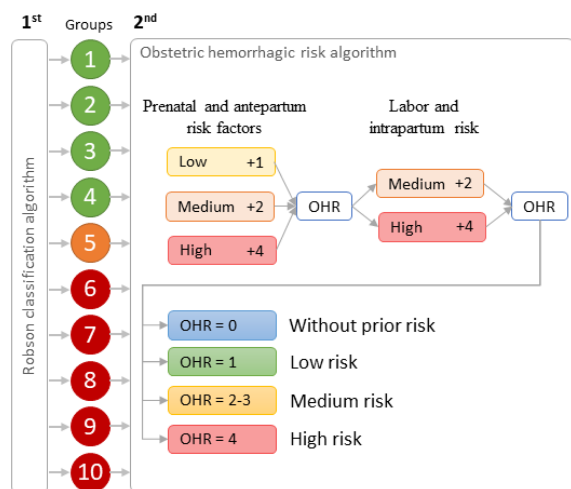 1st
Groups
2nd
Robson classification algorithm
1
2
3
4
5
6
7
8
9
10
Obstetric hemorrhagic risk algorithm
Prenatal and antepartum
risk factors
Low +1
Medium +2
High +4
OHR
Labor and
intrapartum risk
Medium +2
High +4
OHR
OHR = 0 Without prior risk
OHR = 1 Low risk
OHR = 2-3 Medium risk
OHR = 4 High risk